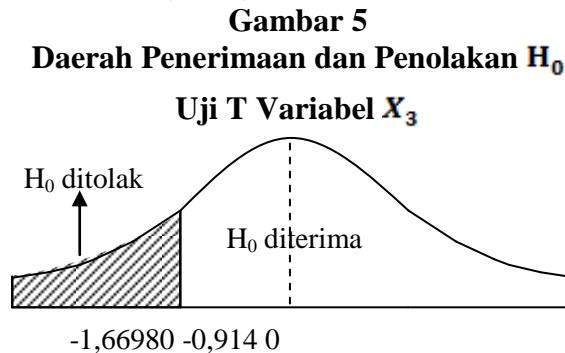 Gambar 5
Daerah Penerimaan dan Penolakan H₀
Uji T Variabel X₃
H₀ ditolak
H₀ diterima
-1,66980 -0,914 0